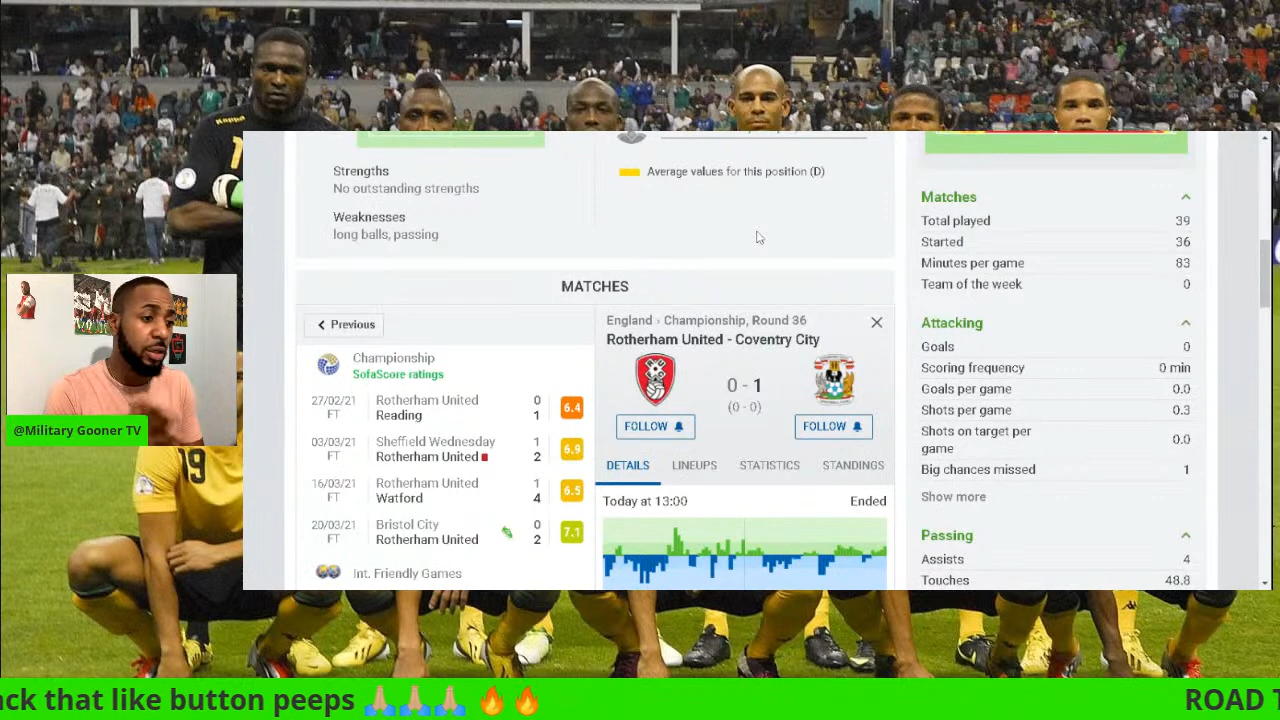 Strengths
No outstanding strengths
Weaknesses
long balls, passing
Average values for this position (D)
MATCHES
Previous
Championship
SofaScore ratings
27/02/21 Rotherham United 0
FT Reading 1
6.4
03/03/21 Sheffield Wednesday 1
FT Rotherham United 2
6.9
16/03/21 Rotherham United 1
FT Watford 4
6.5
20/03/21 Bristol City 0
FT Rotherham United 2
7.1
Int. Friendly Games
England › Championship, Round 36
Rotherham United - Coventry City
0 - 1
(0 - 0)
FOLLOW
FOLLOW
DETAILS LINEUPS STATISTICS STANDINGS
Today at 13:00 Ended
Matches
Total played 39
Started 36
Minutes per game 83
Team of the week 0
Attacking
Goals 0
Scoring frequency 0 min
Goals per game 0.0
Shots per game 0.3
Shots on target per
game 0.0
Big chances missed 1
Show more
Passing
Assists 4
Touches 48.8
Kappa
19
@Military Gooner TV
ack that like button peeps 🙏🙏🙏 🔥🔥
ROAD